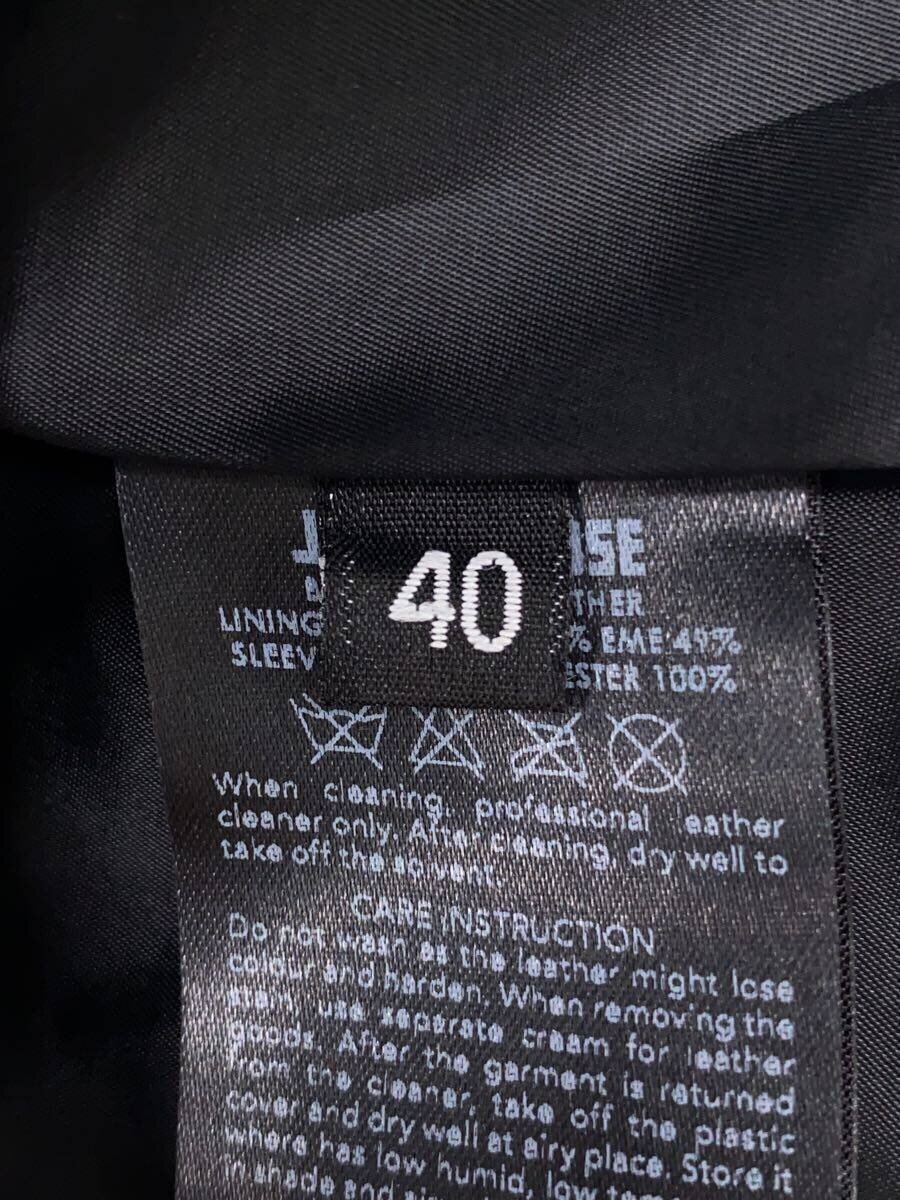 40
ISE
THER
LINING % EME 49%
SLEEV ESTER 100%
When cleaning, professional leather
cleaner only. After cleaning, dry well to
take off the solvent.
CARE INSTRUCTION
Do not wash as the leather might lose
colour and harden. When removing the
stain use separate cream for leather
goods. After the garment is returned
from the cleaner, take off the plastic
cover and dry well at airy place. Store it
where has low humid, low
in shade and